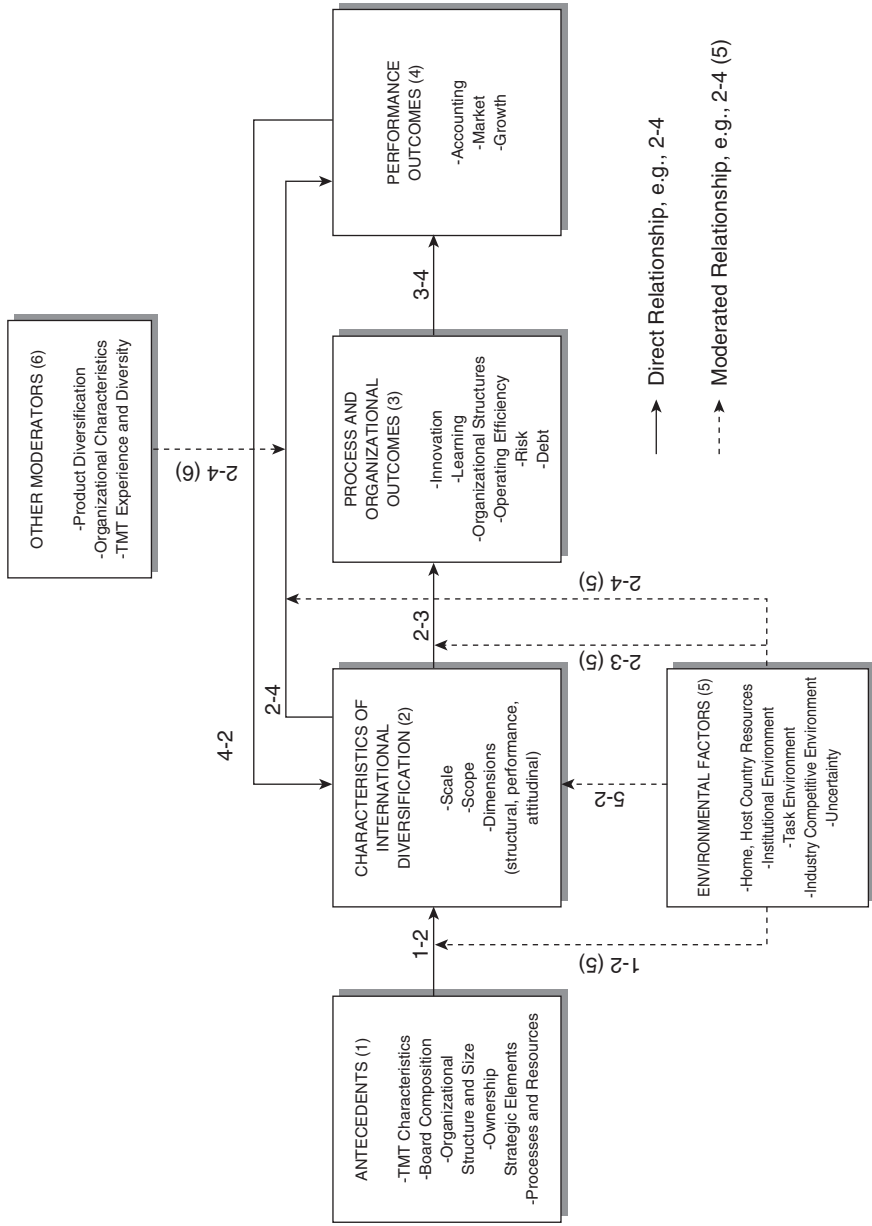 ANTECEDENTS (1)
-TMT Characteristics
-Board Composition
-Organizational
Structure and Size
-Ownership
Strategic Elements
-Processes and Resources
1-2
1-2 (5)
CHARACTERISTICS OF
INTERNATIONAL
DIVERSIFICATION (2)
-Scale
-Scope
-Dimensions
(structural, performance,
attitudinal)
ENVIRONMENTAL FACTORS (5)
-Home, Host Country Resources
-Institutional Environment
-Task Environment
-Industry Competitive Environment
-Uncertainty
5-2
4-2
2-4
2-3
2-3 (5)
2-4 (5)
OTHER MODERATORS (6)
-Product Diversification
-Organizational Characteristics
-TMT Experience and Diversity
2-4 (6)
PROCESS AND
ORGANIZATIONAL
OUTCOMES (3)
-Innovation
-Learning
-Organizational Structures
-Operating Efficiency
-Risk
-Debt
3-4
PERFORMANCE
OUTCOMES (4)
-Accounting
-Market
-Growth
Direct Relationship, e.g., 2-4
Moderated Relationship, e.g., 2-4 (5)